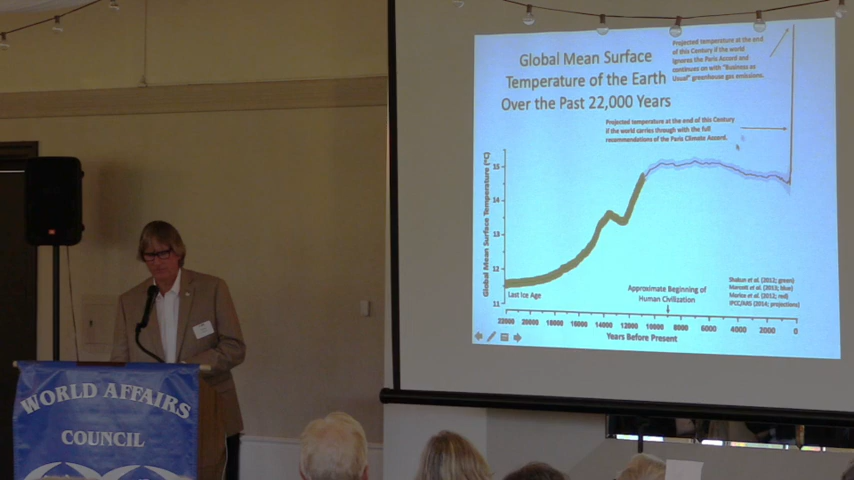 Global Mean Surface
Temperature of the Earth
Over the Past 22,000 Years
Projected temperature at the end
of this Century if the world
ignores the Paris Accord and
continues on with "Business as
Usual" greenhouse gas emissions.
Projected temperature at the end of this Century
if the world carries through with the full
recommendations of the Paris Climate Accord.
Global Mean Surface Temperature (°C)
15
14
13
12
11
Last Ice Age
Approximate Beginning of
Human Civilization
Shakun et al. (2012; green)
Marcott et al. (2013; blue)
Morice et al. (2012; red)
IPCC/AR5 (2014; projections)
22000 20000 18000 16000 14000 12000 10000 8000 6000 4000 2000 0
Years Before Present
WORLD AFFAIRS
COUNCIL